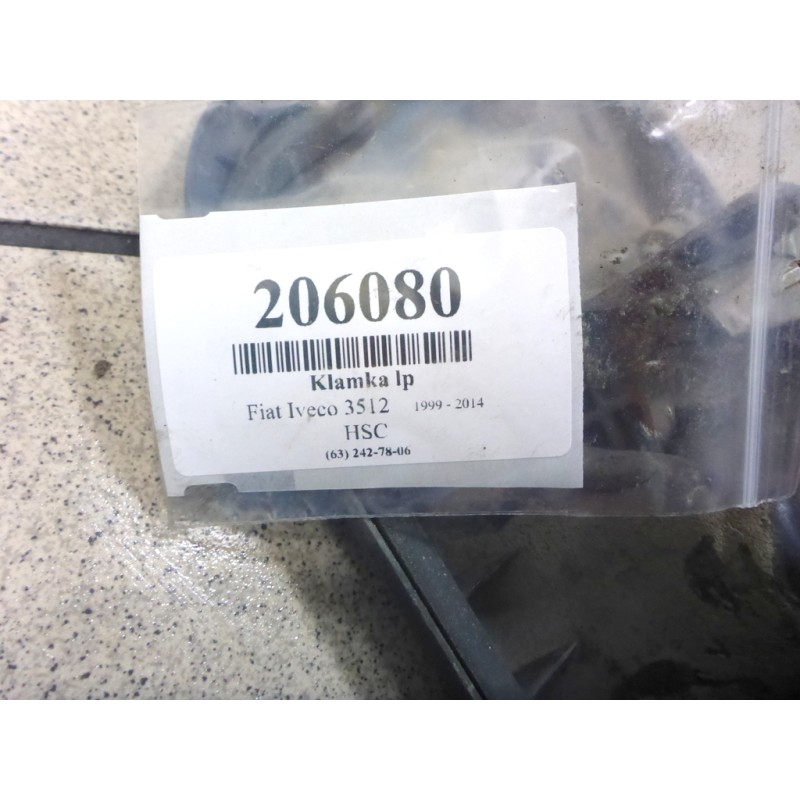 206080
Klamka lp
Fiat Iveco 3512 1999 - 2014
HSC
(63) 242-78-06